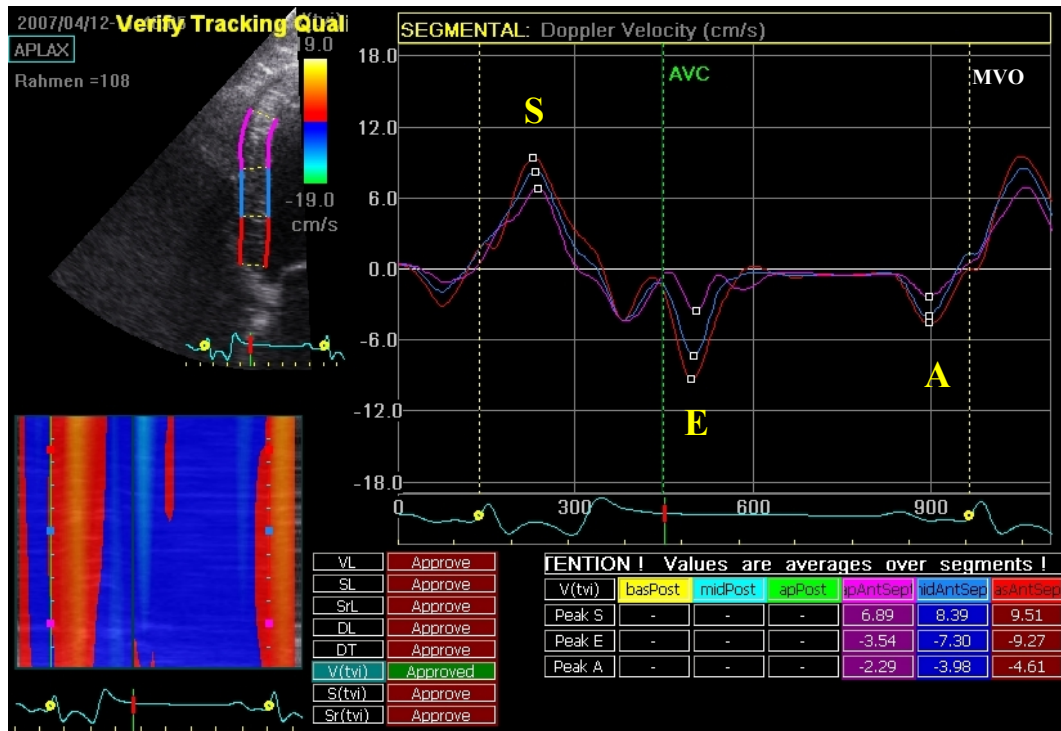 2007/04/12-
Verify Tracking Qual
APLAX
Rahmen =108
9.0
-19.0
cm/s
SEGMENTAL: Doppler Velocity (cm/s)
18.0
12.0
6.0
0.0
-6.0
-12.0
-18.0
AVC
MVO
S
E
A
0 300 600 900
VL Approve
SL Approve
SrL Approve
DL Approve
DT Approve
V(tvi) Approved
S(tvi) Approve
Sr(tvi) Approve
TENTION ! Values are averages over segments !
V(tvi) basPost midPost apPost apAntSept midAntSept asAntSep
Peak S - - - 6.89 8.39 9.51
Peak E - - - -3.54 -7.30 -9.27
Peak A - - - -2.29 -3.98 -4.61